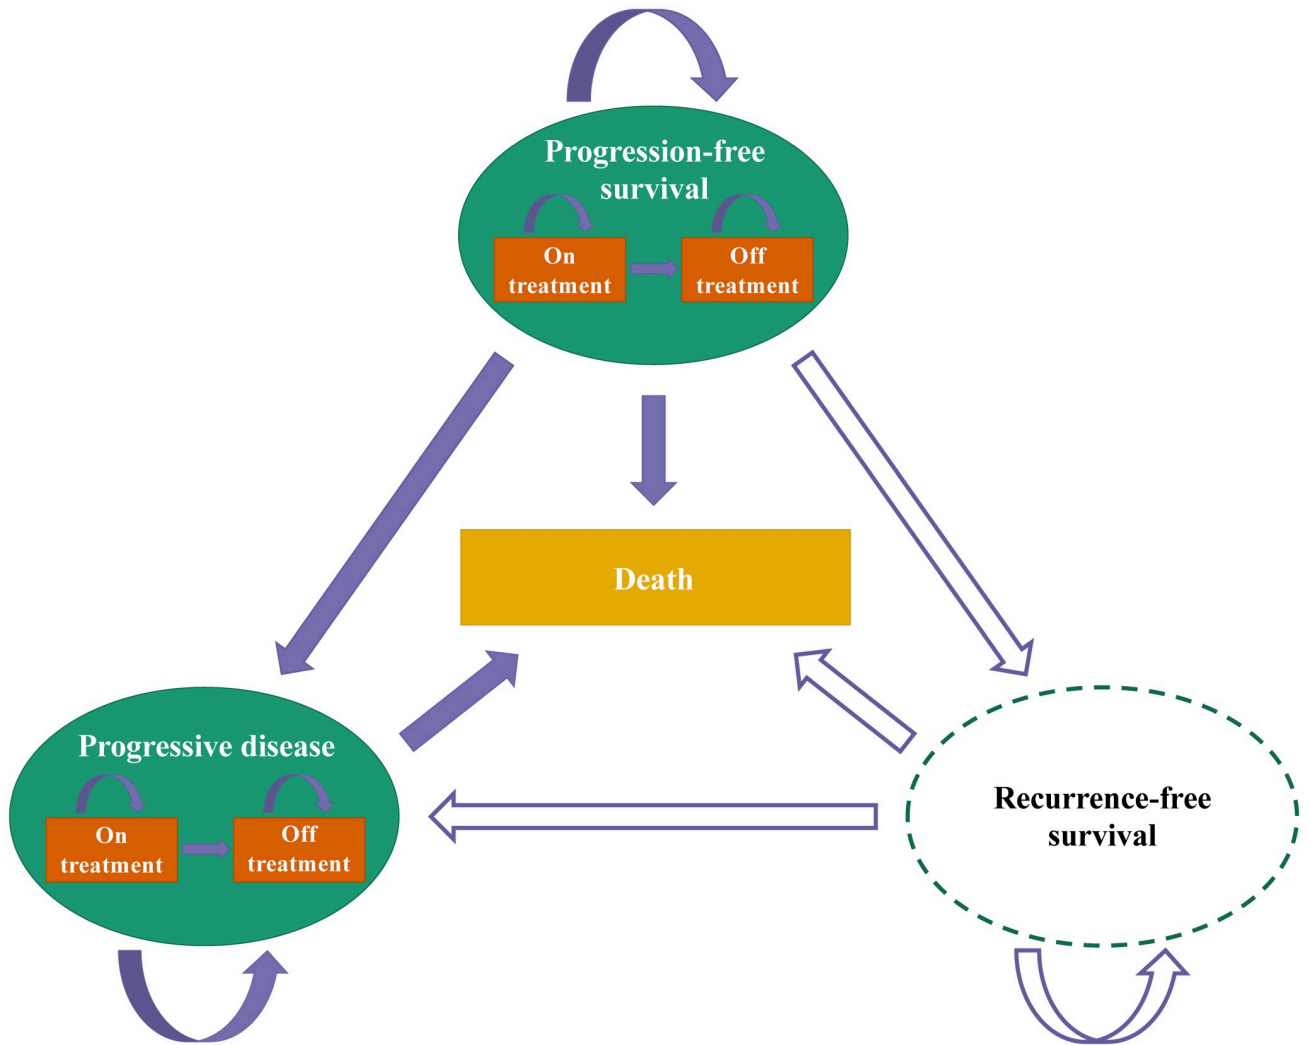 Progression-free
survival
On
treatment
Off
treatment
Death
Progressive disease
On
treatment
Off
treatment
Recurrence-free
survival